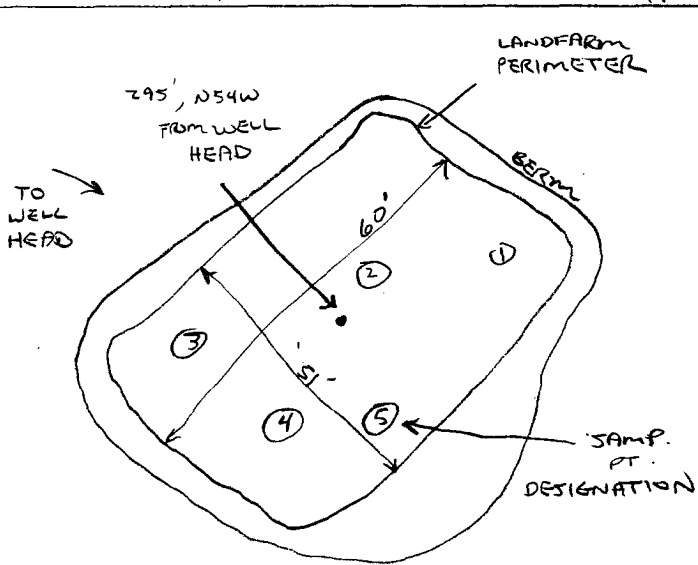 LANDFARM
PERIMETER
295', N54W
FROM WELL
HEAD
BERM
TO
WELL
HEAD
60'
1
2
3
51'
4
5
SAMP.
PT.
DESIGNATION